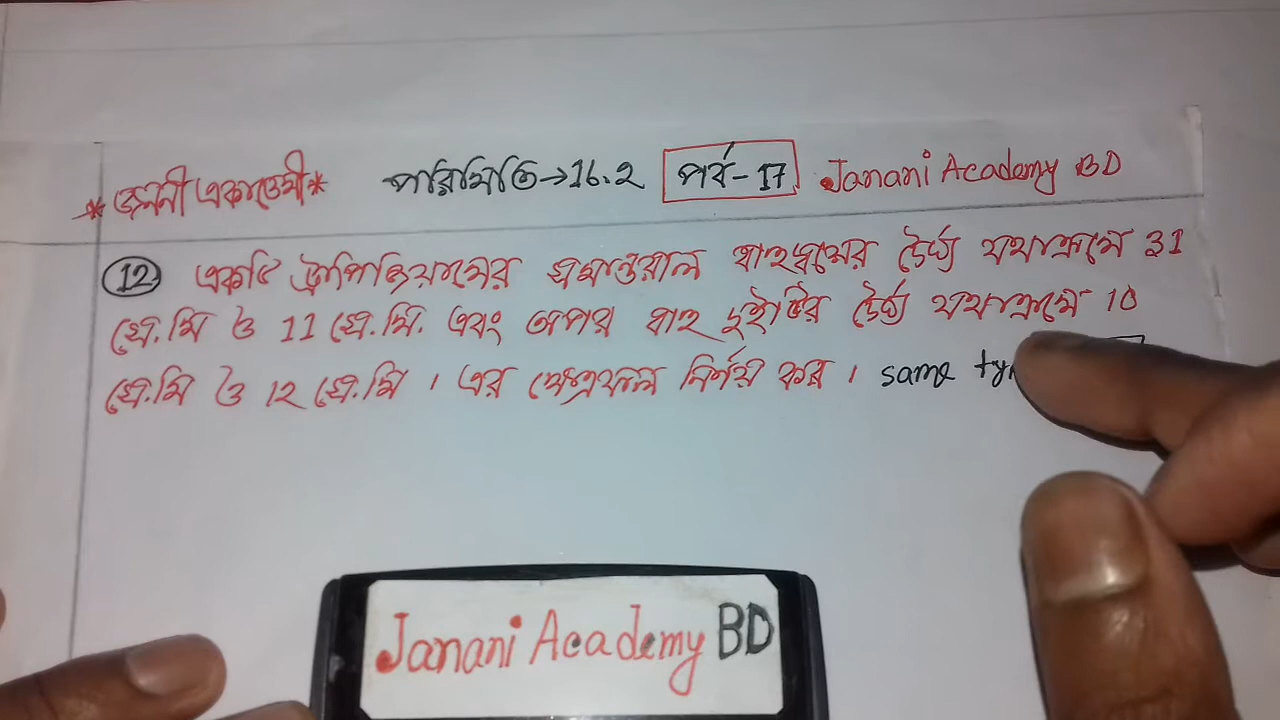 *জননী একাডেমী* পরিমিতি→16.2 পর্ব-17 Janani Academy BD
12 একটি ট্রাপিজিয়ামের সমান্তরাল বাহুদ্বয়ের দৈর্ঘ্য যথাক্রমে 31
সে.মি ও 11 সে.মি. এবং অপর বাহু দুইটির দৈর্ঘ্য যথাক্রমে 10
সে.মি ও 12 সে.মি । এর ক্ষেত্রফল নির্ণয় কর । same
Janani Academy BD